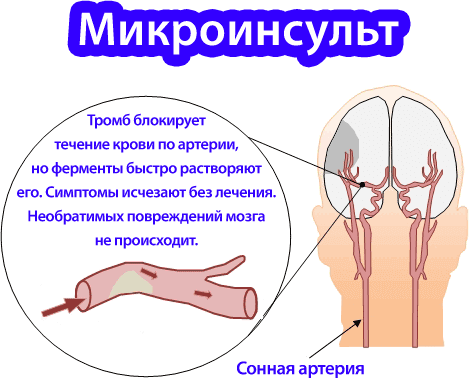 Микроинсульт
Тромб блокирует
течение крови по артерии,
но ферменты быстро растворяют
его. Симптомы исчезают без лечения.
Необратимых повреждений мозга
не происходит.
Сонная артерия